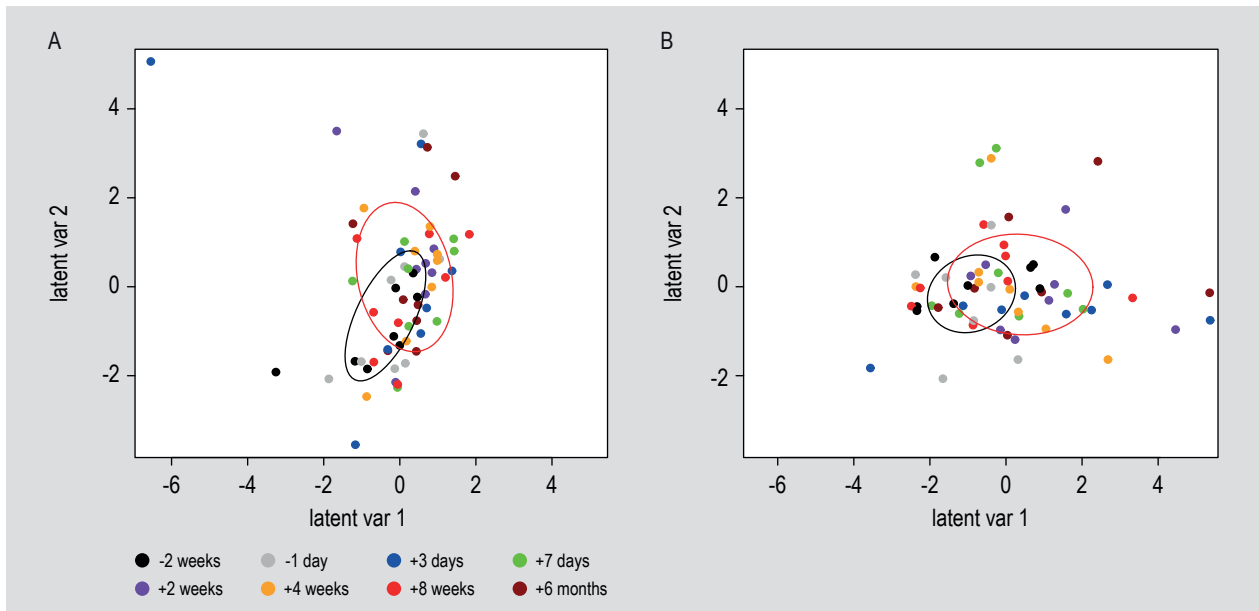 A
B
4
2
0
-2
latent var 2
-6
-4
-2
0
2
4
latent var 1
4
2
0
-2
latent var 2
-6
-4
-2
0
2
4
latent var 1
-2 weeks
-1 day
+3 days
+7 days
+2 weeks
+4 weeks
+8 weeks
+6 months